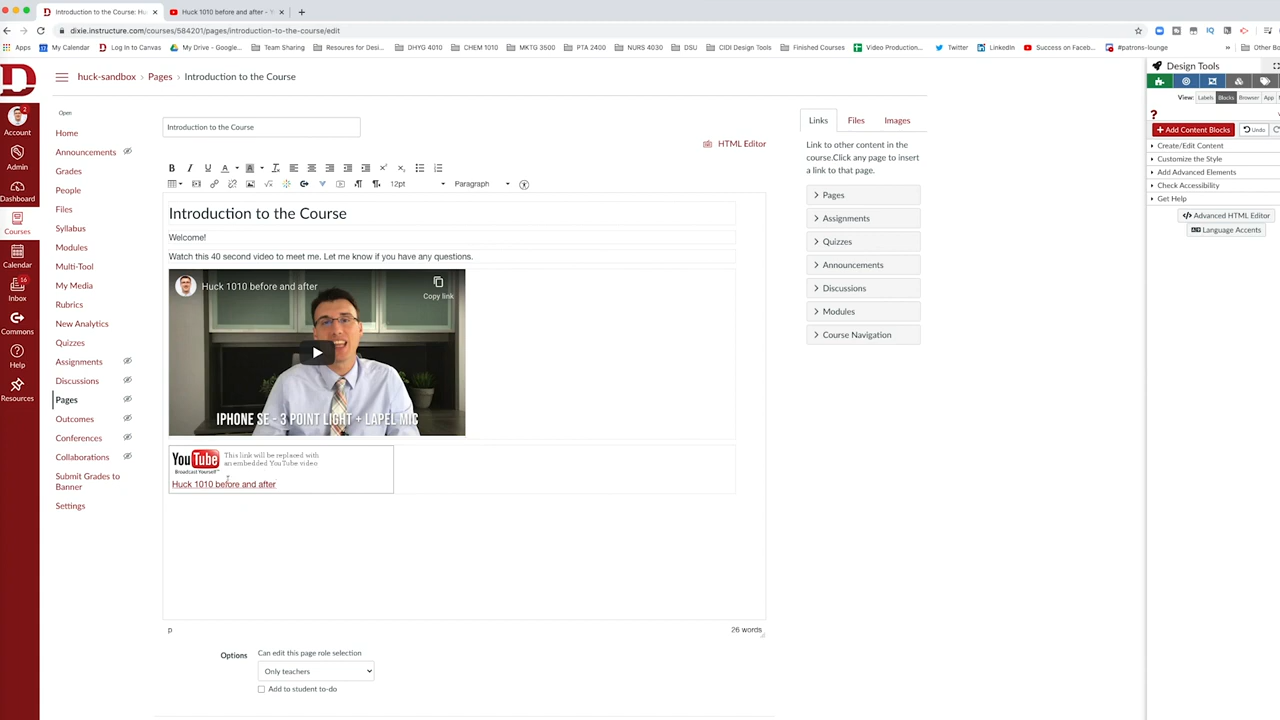 Introduction to the Course: Hu
Huck 1010 before and after -
dixie.instructure.com/courses/584201/pages/introduction-to-the-course/edit
Apps
My Calendar
Log In to Canvas
My Drive - Google...
Team Sharing
Resoures for Desi...
DHYG 4010
CHEM 1010
MKTG 3500
PTA 2400
NURS 4030
DSU
CIDI Design Tools
Finished Courses
Video Production...
Twitter
LinkedIn
Success on Faceb...
#patrons-lounge
»
Other Bo
huck-sandbox > Pages > Introduction to the Course
2
Account
Admin
Dashboard
Courses
Calendar
16
Inbox
Commons
Help
Resources
Open
Home
Announcements
Grades
People
Files
Syllabus
Modules
Multi-Tool
My Media
Rubrics
New Analytics
Quizzes
Assignments
Discussions
Pages
Outcomes
Conferences
Collaborations
Submit Grades to
Banner
Settings
Introduction to the Course
HTML Editor
12pt
Paragraph
Introduction to the Course
Welcome!
Watch this 40 second video to meet me. Let me know if you have any questions.
Huck 1010 before and after
Copy link
IPHONE SE - 3 POINT LIGHT + LAPEL MIC
YouTube
Broadcast Yourself™
This link will be replaced with
an embedded YouTube video
Huck 1010 before and after
p
26 words
Options
Can edit this page role selection
Only teachers
Add to student to-do
Links
Files
Images
Link to other content in the
course.Click any page to insert
a link to that page.
Pages
Assignments
Quizzes
Announcements
Discussions
Modules
Course Navigation
Design Tools
View:
Labels
Blocks
Browser
App
?
+ Add Content Blocks
Undo
Create/Edit Content
Customize the Style
Add Advanced Elements
Check Accessibility
Get Help
Advanced HTML Editor
Language Accents